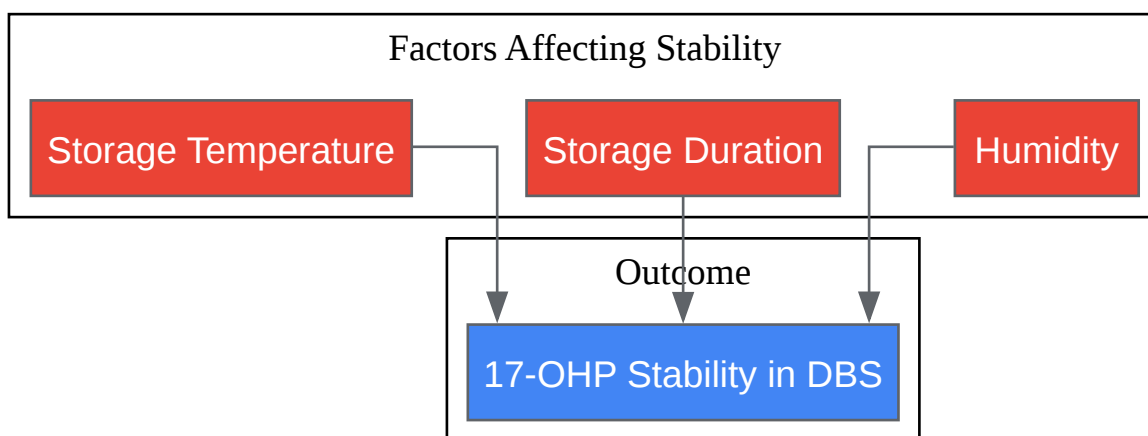 Factors Affecting Stability
Storage Temperature
Storage Duration
Humidity
Outcome
17-OHP Stability in DBS